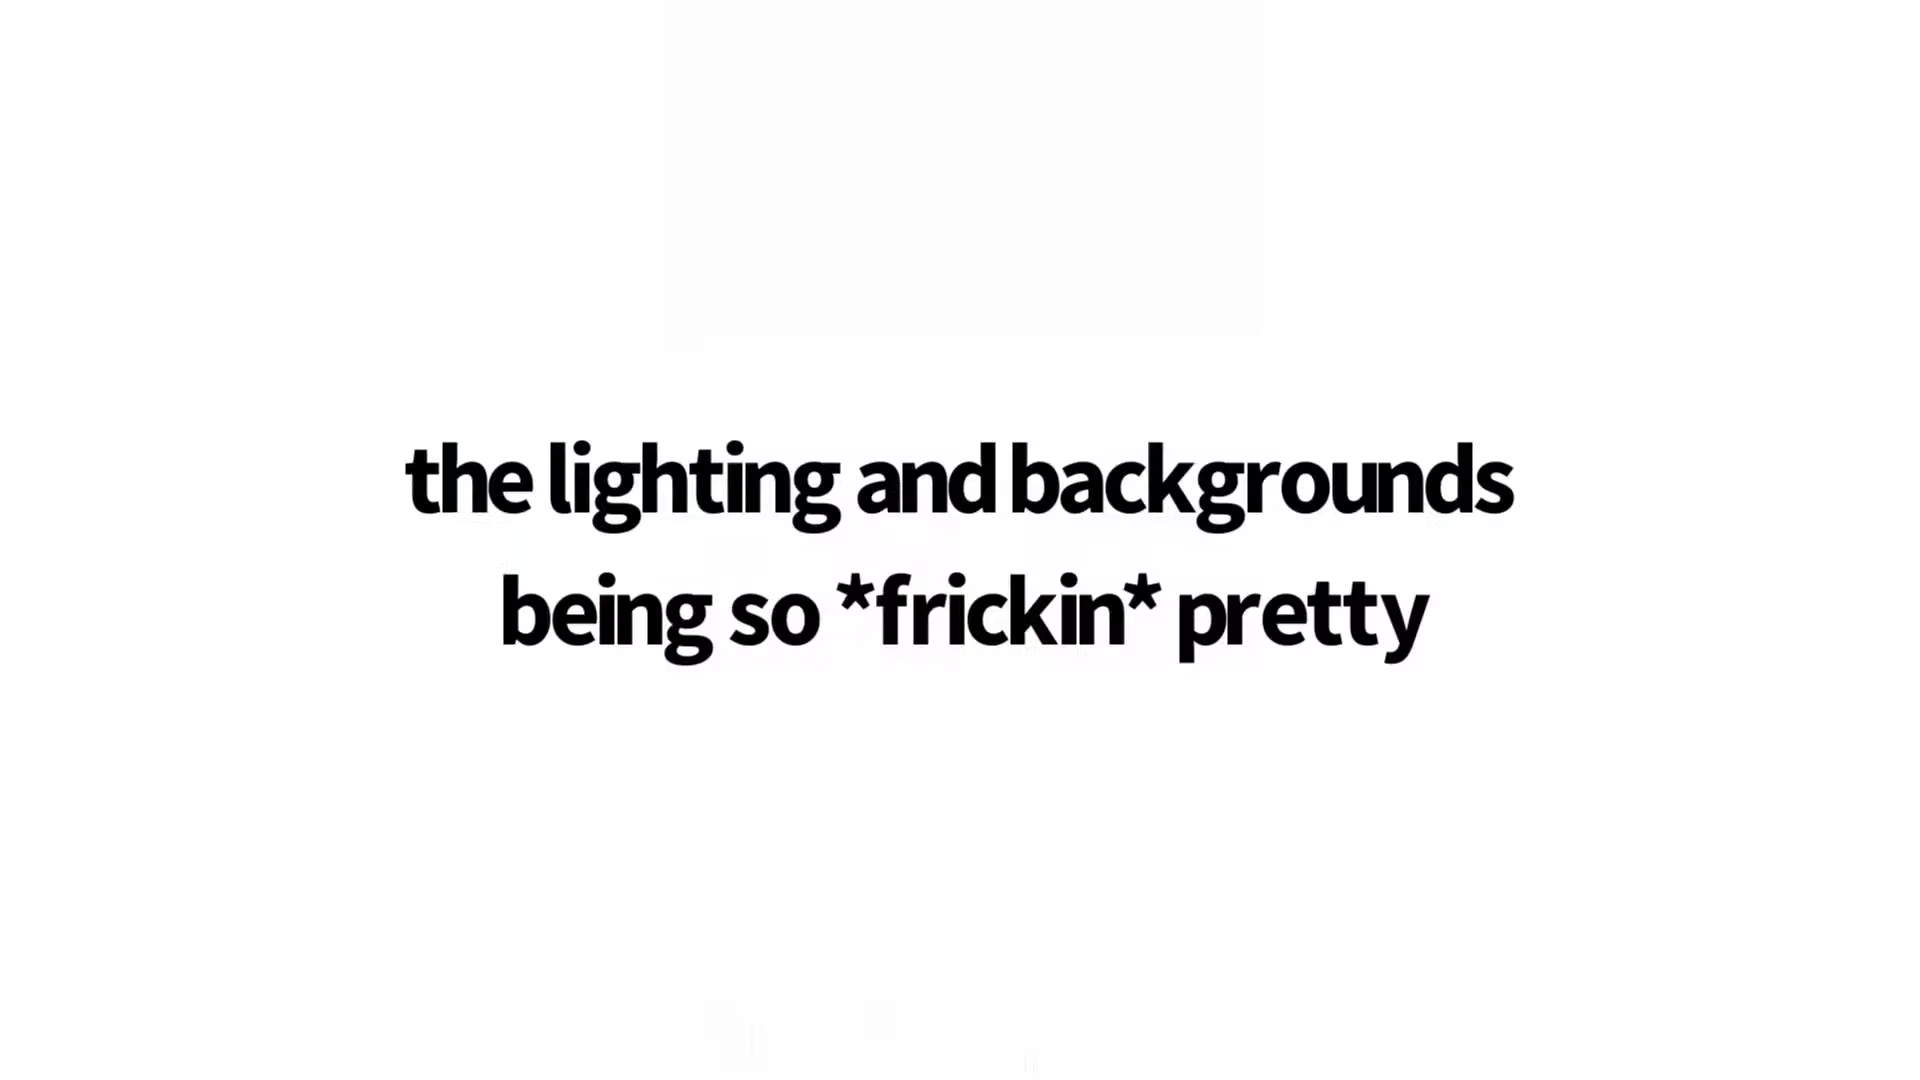 the lighting and backgrounds
being so *frickin* pretty